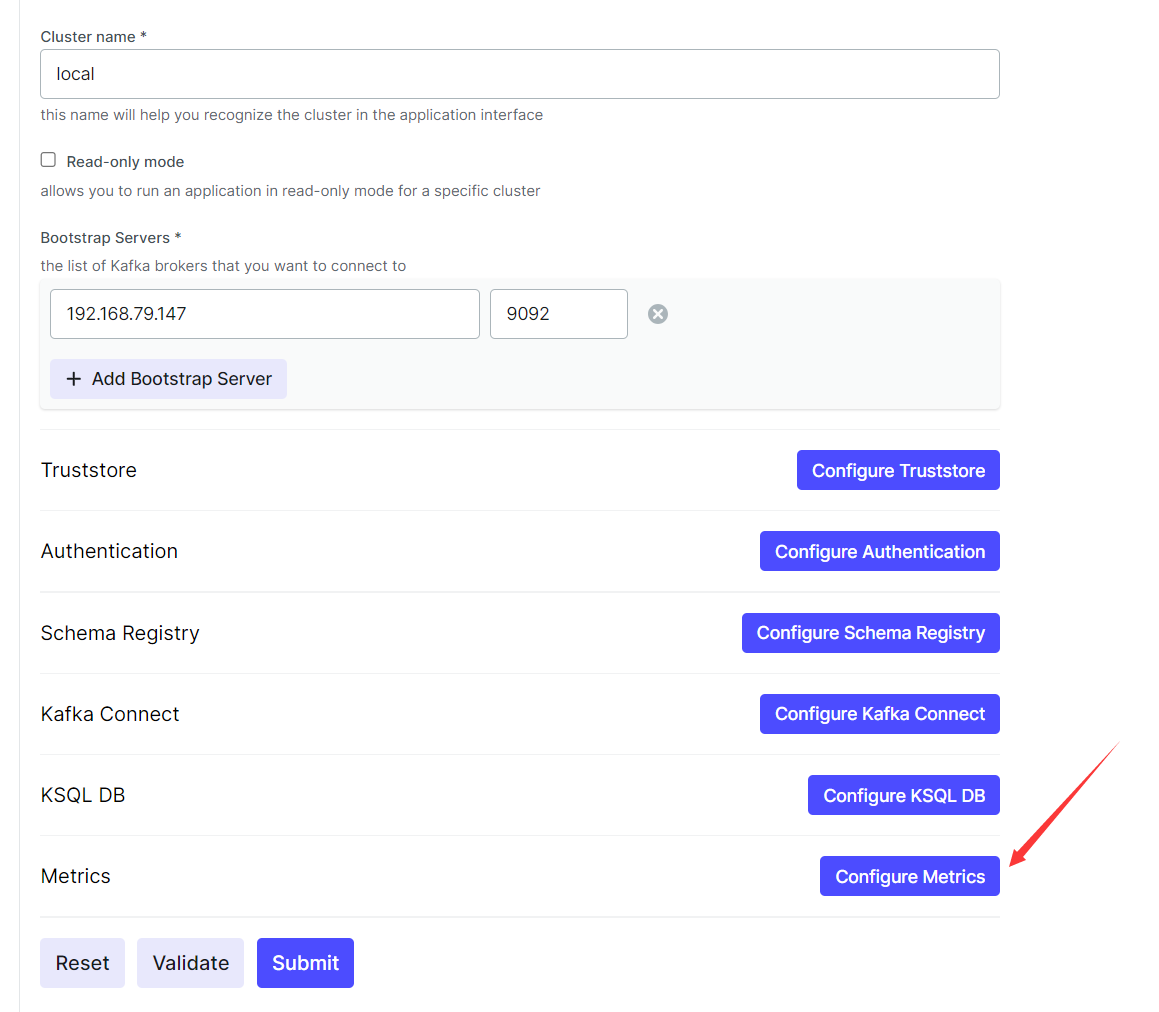 Cluster name *
local
this name will help you recognize the cluster in the application interface
Read-only mode
allows you to run an application in read-only mode for a specific cluster
Bootstrap Servers *
the list of Kafka brokers that you want to connect to
192.168.79.147 9092
Add Bootstrap Server
Truststore Configure Truststore
Authentication Configure Authentication
Schema Registry Configure Schema Registry
Kafka Connect Configure Kafka Connect
KSQL DB Configure KSQL DB
Metrics Configure Metrics
Reset Validate Submit